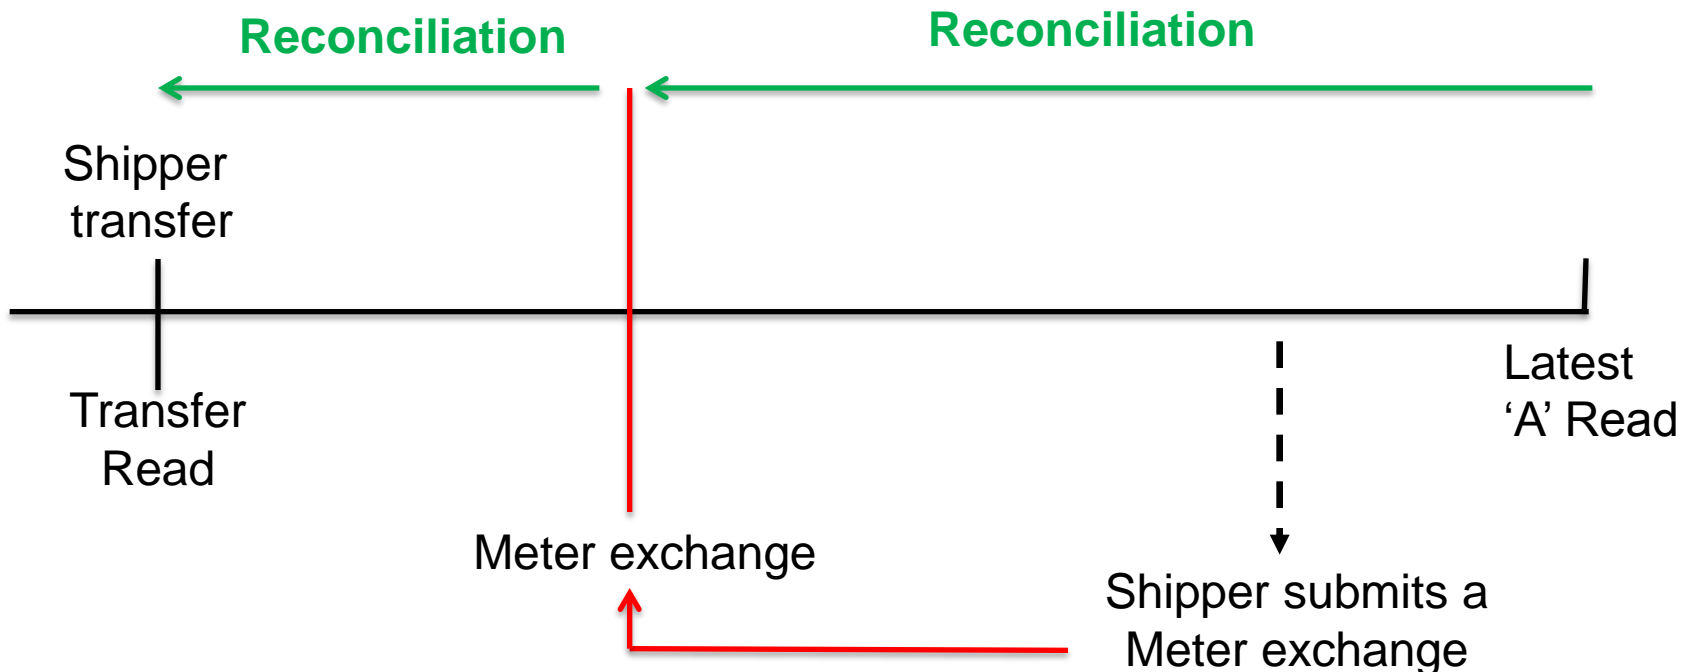 Reconciliation
Reconciliation
Shipper
transfer
Transfer
Read
Latest
‘A’ Read
Meter exchange
Shipper submits a
Meter exchange